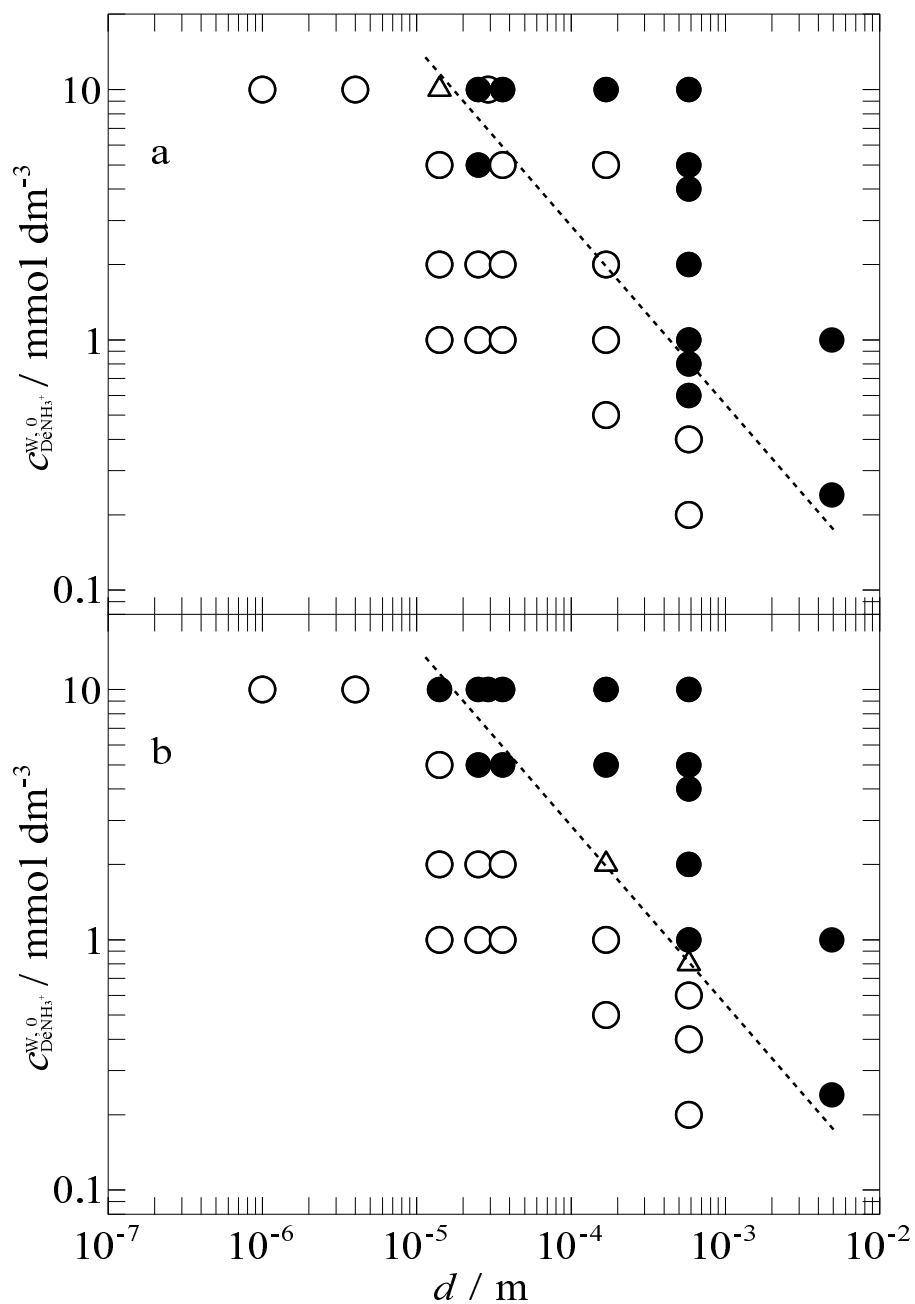 10
1
0.1
a
c^{W, 0}_{DeNH₃⁺} / mmol dm⁻³
10
1
0.1
b
c^{W, 0}_{DeNH₃⁺} / mmol dm⁻³
10⁻⁷ 10⁻⁶ 10⁻⁵ 10⁻⁴ 10⁻³ 10⁻²
d / m